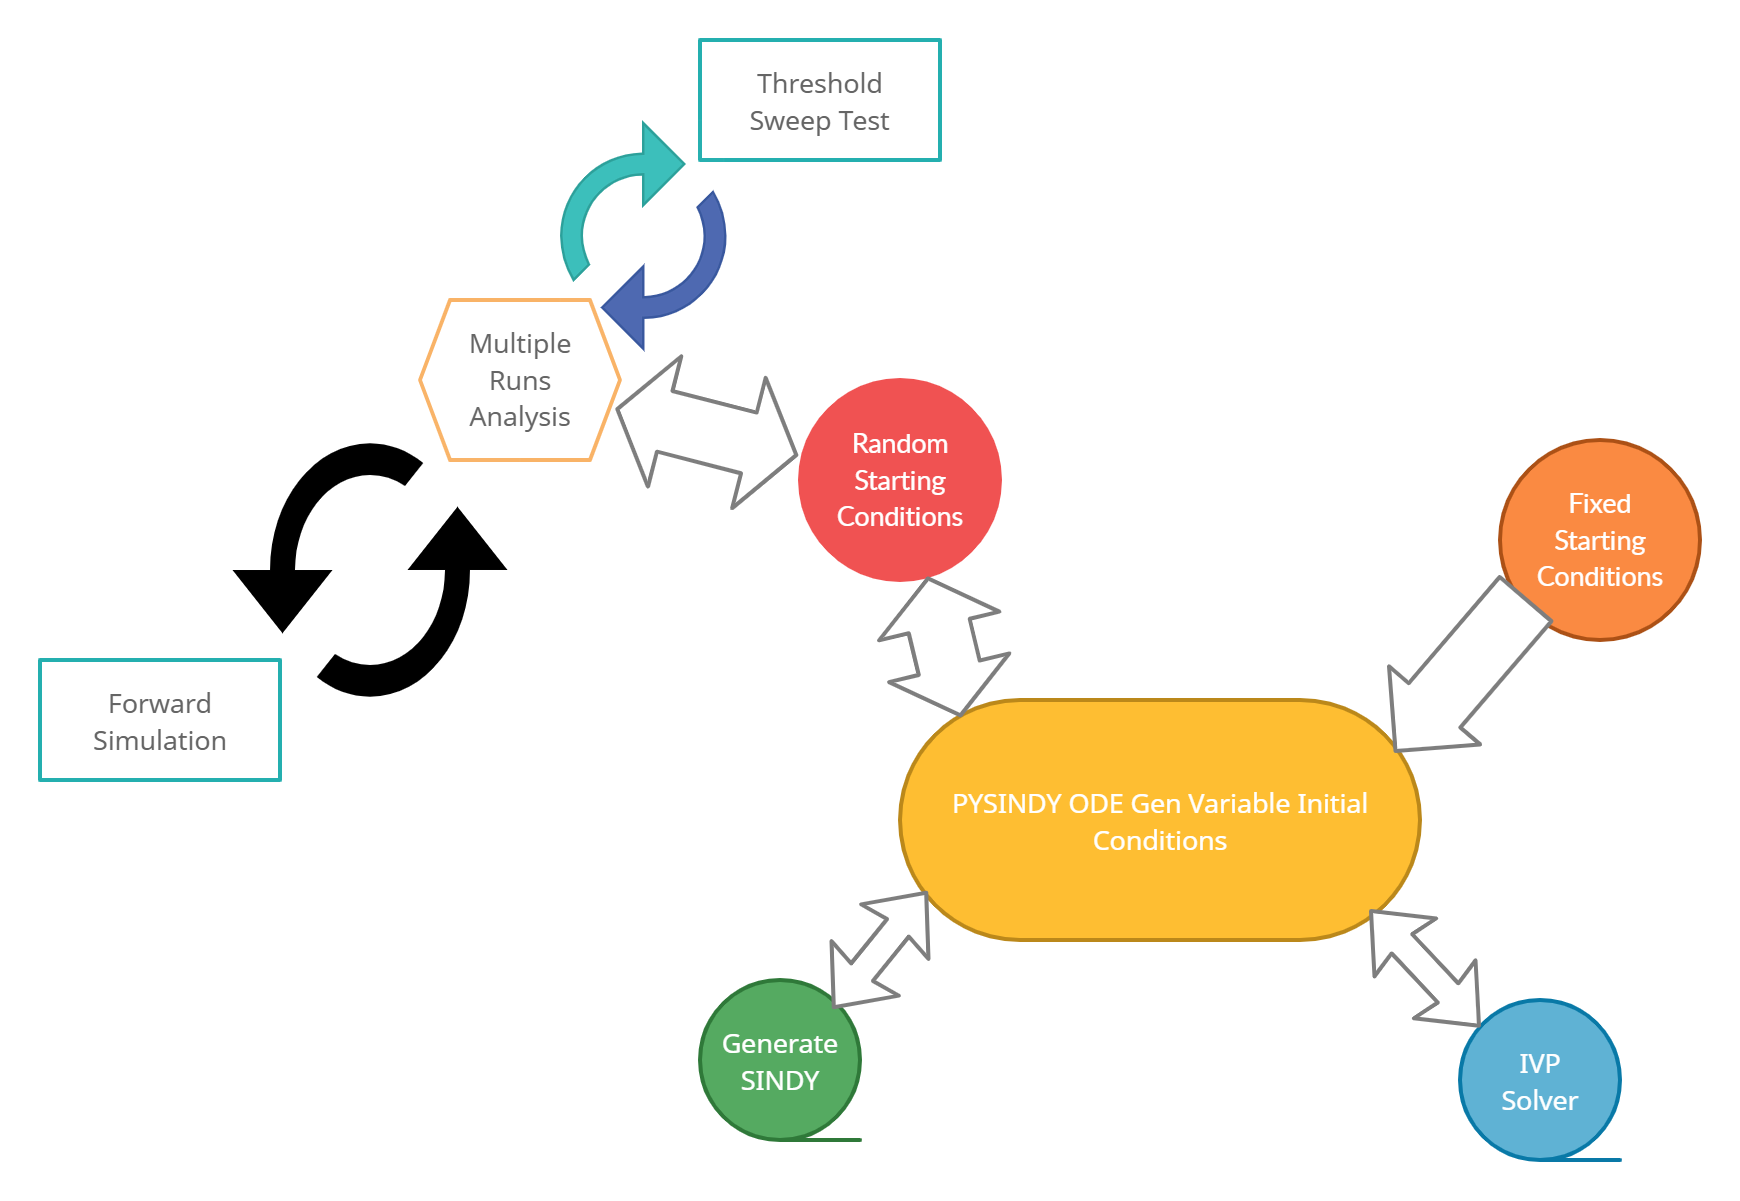 Threshold
Sweep Test
Multiple
Runs
Analysis
Random
Starting
Conditions
Fixed
Starting
Conditions
Forward
Simulation
PYSINDY ODE Gen Variable Initial
Conditions
Generate
SINDY
IVP
Solver